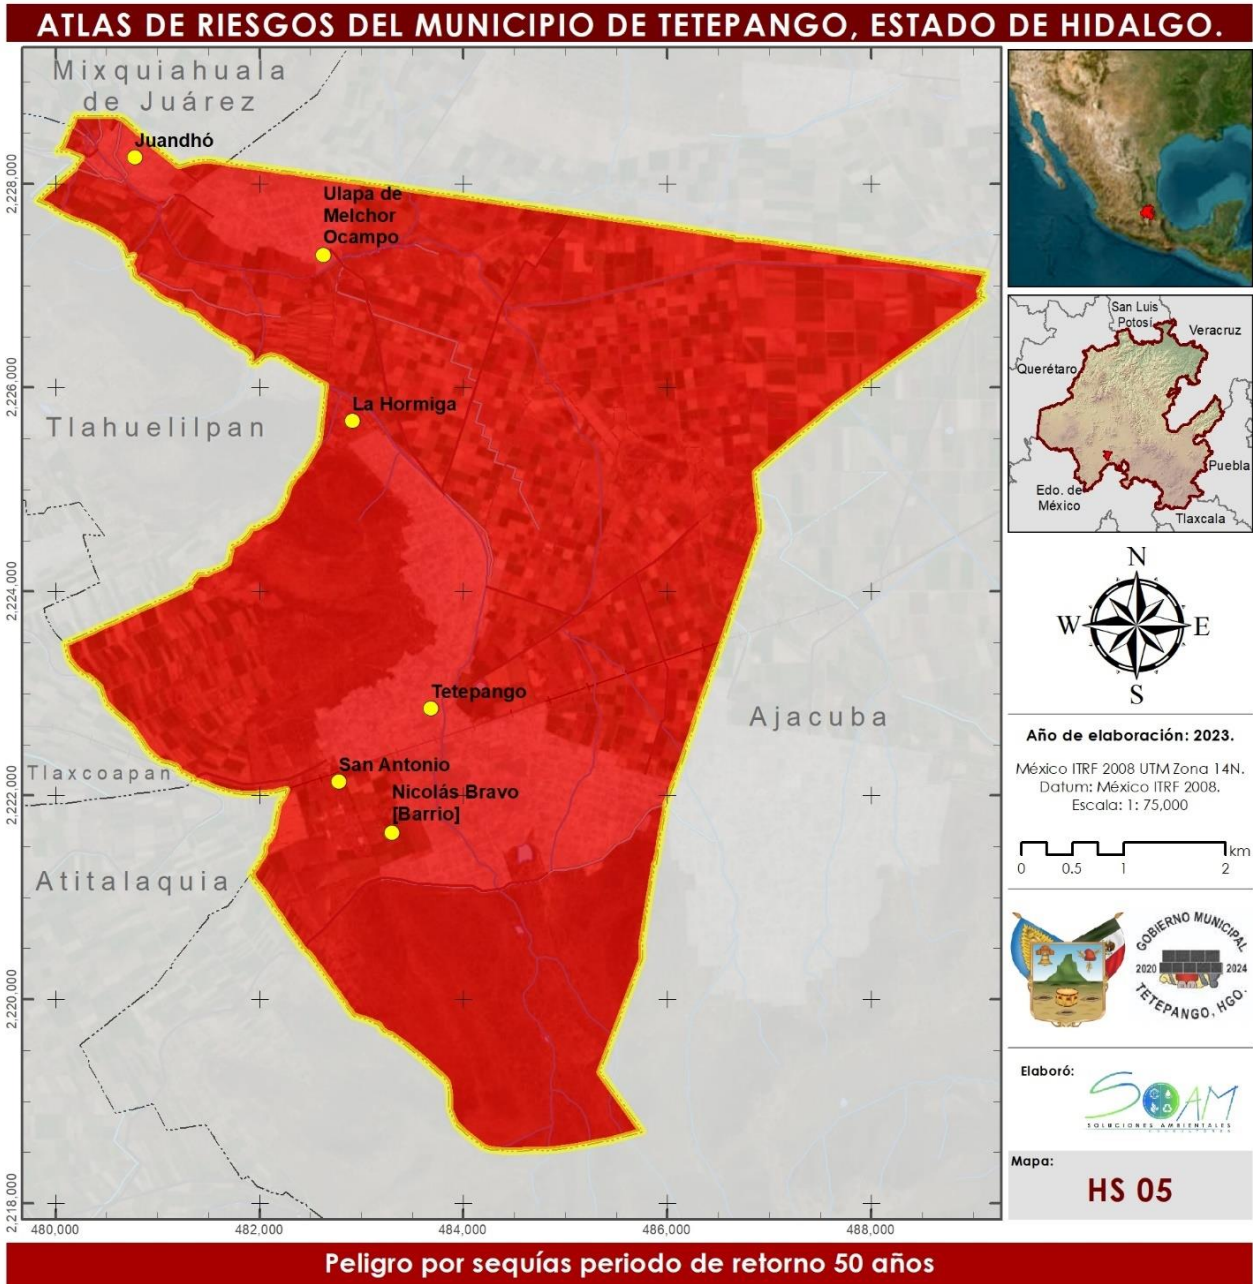 ATLAS DE RIESGOS DEL MUNICIPIO DE TETEPANGO, ESTADO DE HIDALGO.
Mixquiahuala
de Juárez
Juandhó
Ulapa de
Melchor
Ocampo
La Hormiga
Tlahuelilpan
Tetepango
Ajacuba
San Antonio
Tlaxcoapan
Nicolás Bravo
[Barrio]
Atitalaquia
2,228,000
2,226,000
2,224,000
2,222,000
2,220,000
2,218,000
480,000
482,000
484,000
486,000
488,000
San Luis
Potosí
Veracruz
Querétaro
Puebla
Edo. de
México
Tlaxcala
N
W
E
S
Año de elaboración: 2023.
México ITRF 2008 UTM Zona 14N.
Datum: México ITRF 2008.
Escala: 1: 75,000
km
0 0.5 1 2
GOBIERNO MUNICIPAL
2020 2024
TETEPANGO, HGO.
Elaboró:
SOAM
SOLUCIONES AMBIENTALES
Mapa:
HS 05
Peligro por sequías periodo de retorno 50 años